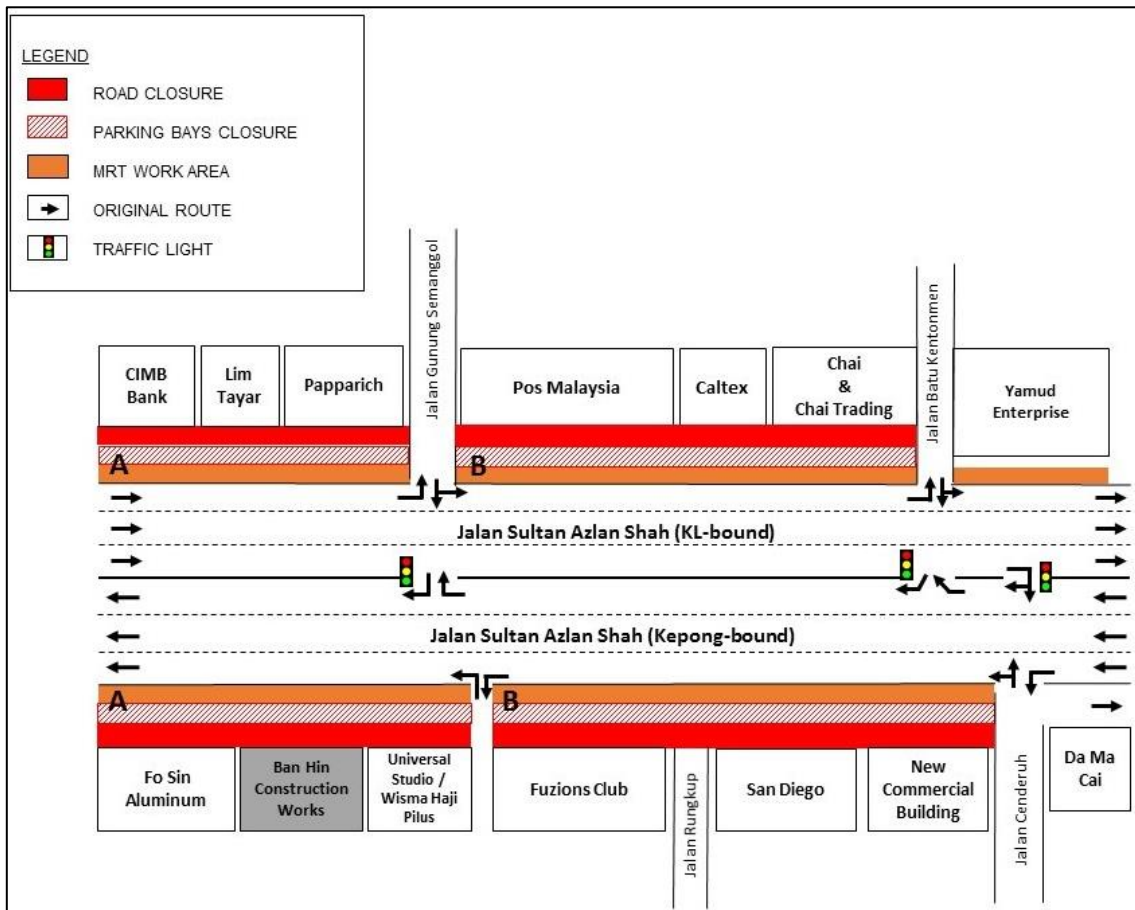 LEGEND
ROAD CLOSURE
PARKING BAYS CLOSURE
MRT WORK AREA
ORIGINAL ROUTE
TRAFFIC LIGHT
Jalan Gunung Semanggol
Jalan Batu Kentonmen
CIMB
Bank
Lim
Tayar
Papparich
Pos Malaysia
Caltex
Chai
&
Chai Trading
Yamud
Enterprise
A
B
Jalan Sultan Azlan Shah (KL-bound)
Jalan Sultan Azlan Shah (Kepong-bound)
A
B
Fo Sin
Aluminum
Ban Hin
Construction
Works
Universal
Studio /
Wisma Haji
Pilus
Fuzions Club
Jalan Rungkup
San Diego
New
Commercial
Building
Jalan Cenderuh
Da Ma
Cai